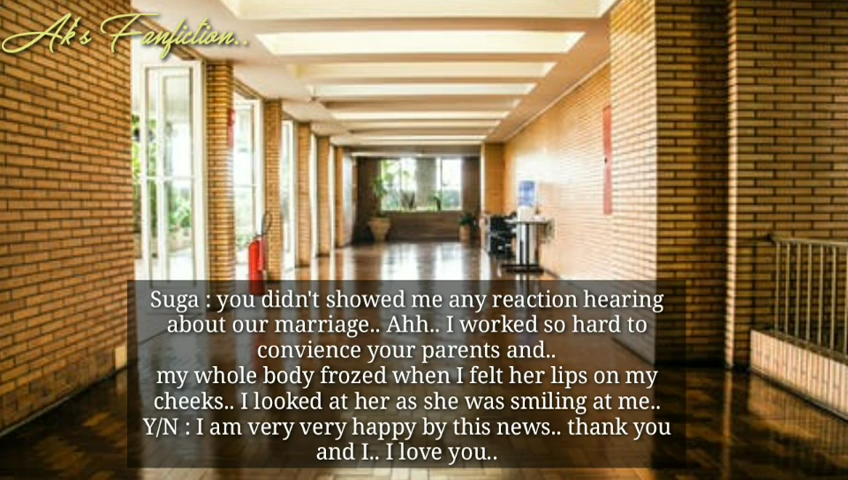 Ak's Fanfiction..
Suga : you didn't showed me any reaction hearing
about our marriage.. Ahh.. I worked so hard to
convience your parents and..
my whole body frozed when I felt her lips on my
cheeks.. I looked at her as she was smiling at me..
Y/N : I am very very happy by this news.. thank you
and I.. I love you..